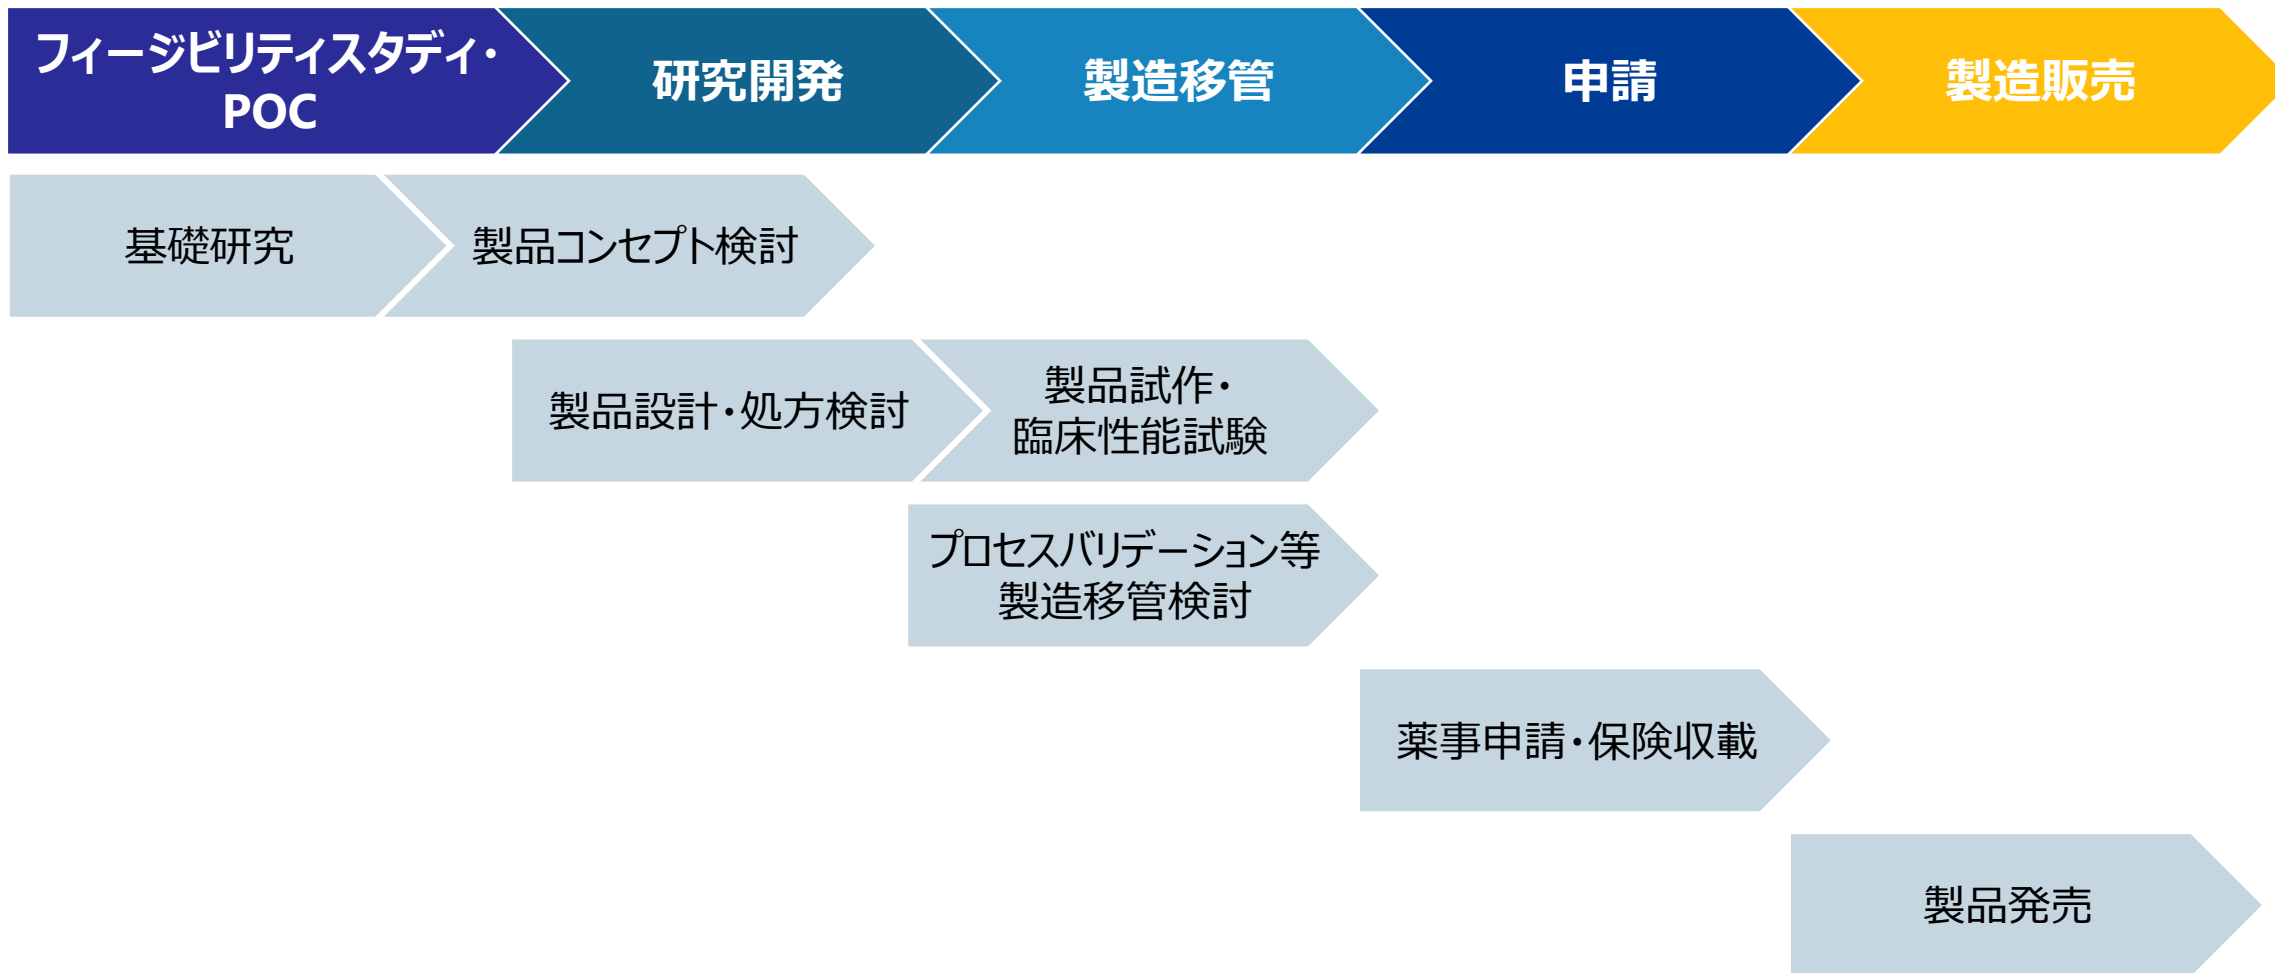 フィージビリティスタディ・
POC
研究開発
製造移管
申請
製造販売
基礎研究
製品コンセプト検討
製品設計・処方検討
製品試作・
臨床性能試験
プロセスバリデーション等
製造移管検討
薬事申請・保険収載
製品発売